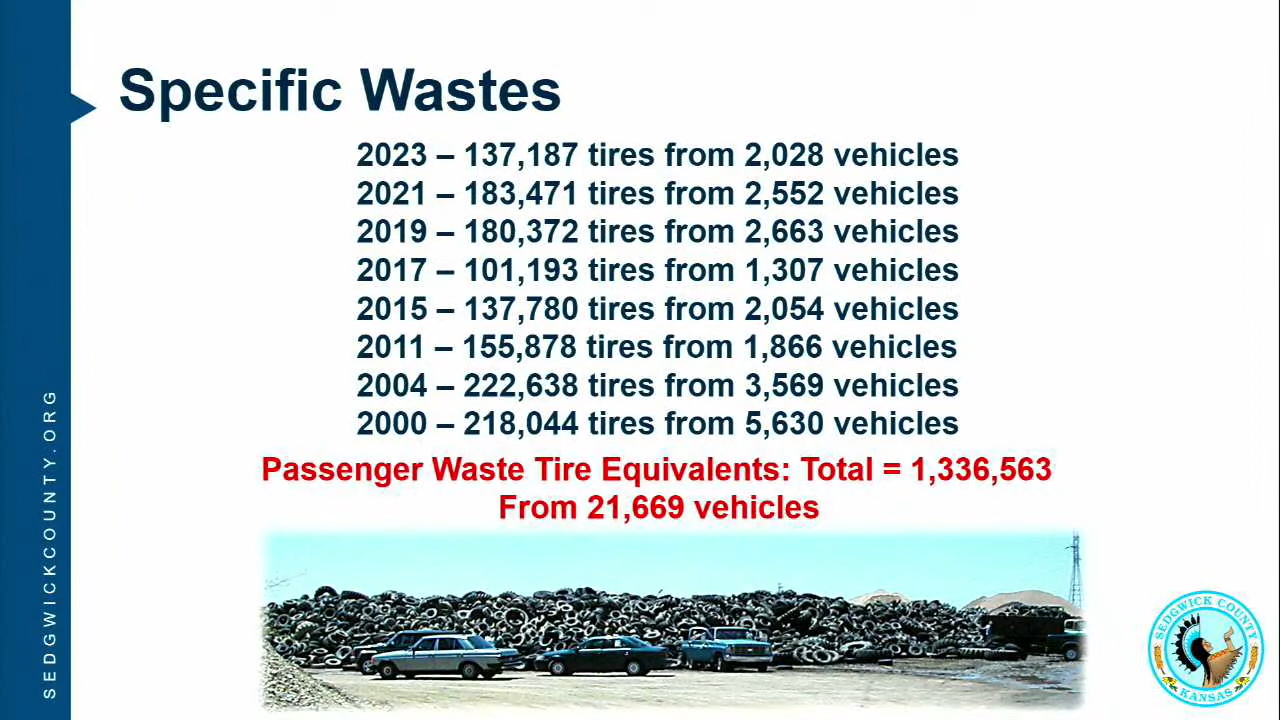 Specific Wastes
2023 – 137,187 tires from 2,028 vehicles
2021 – 183,471 tires from 2,552 vehicles
2019 – 180,372 tires from 2,663 vehicles
2017 – 101,193 tires from 1,307 vehicles
2015 – 137,780 tires from 2,054 vehicles
2011 – 155,878 tires from 1,866 vehicles
2004 – 222,638 tires from 3,569 vehicles
2000 – 218,044 tires from 5,630 vehicles
Passenger Waste Tire Equivalents: Total = 1,336,563
From 21,669 vehicles
SEDGWICKCOUNTY.ORG
SEDGWICK COUNTY
KANSAS